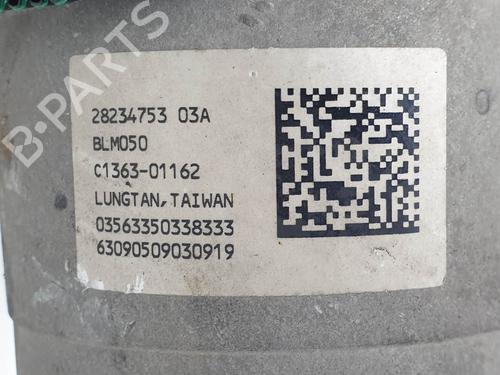 28234753 03A
BLM050
C1363-01162
LUNGTAN,TAIWAN
03563350338333
63090509030919
B-PARTS